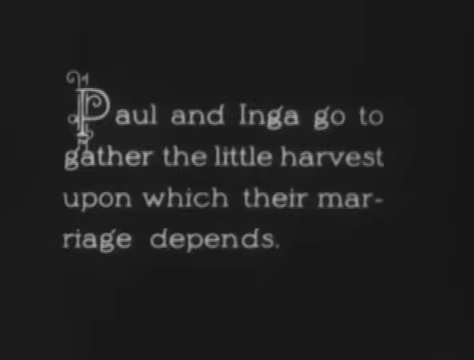 Paul and Inga go to
gather the little harvest
upon which their mar-
riage depends.